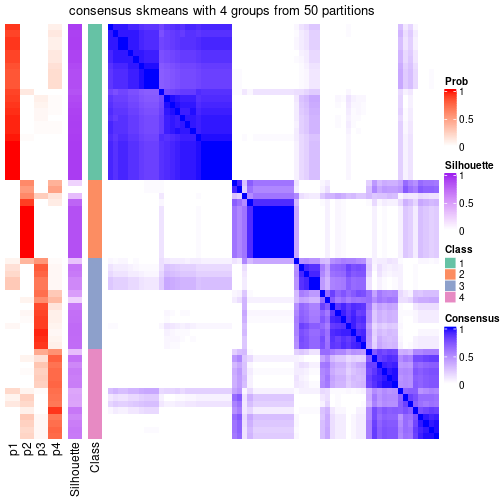 consensus skmeans with 4 groups from 50 partitions
Prob
1
0.5
0
Silhouette
1
0.5
0
Class
1
2
3
4
Consensus
1
0.5
0
p1
p2
p3
p4
Silhouette
Class